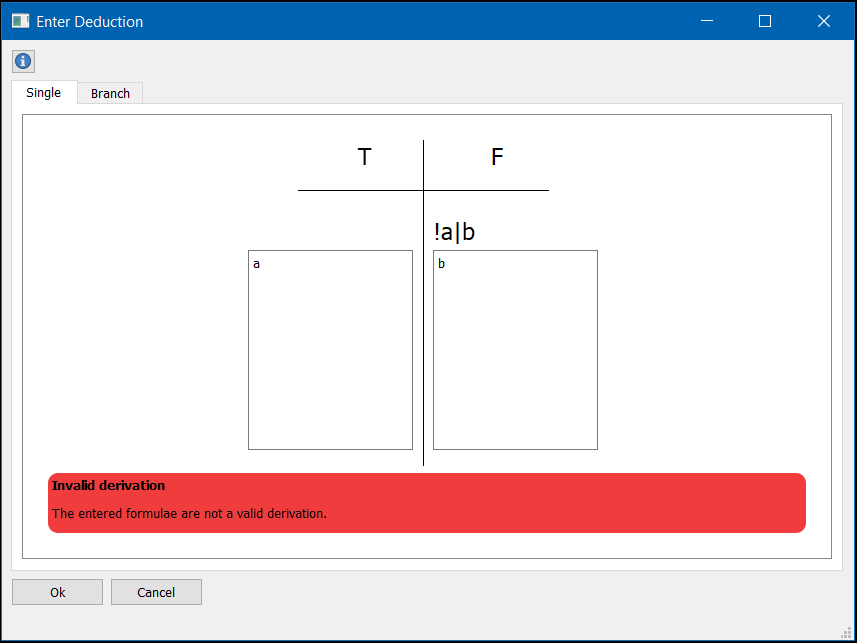 Enter Deduction
Single Branch
T F
!a|b
a b
Invalid derivation
The entered formulae are not a valid derivation.
Ok Cancel